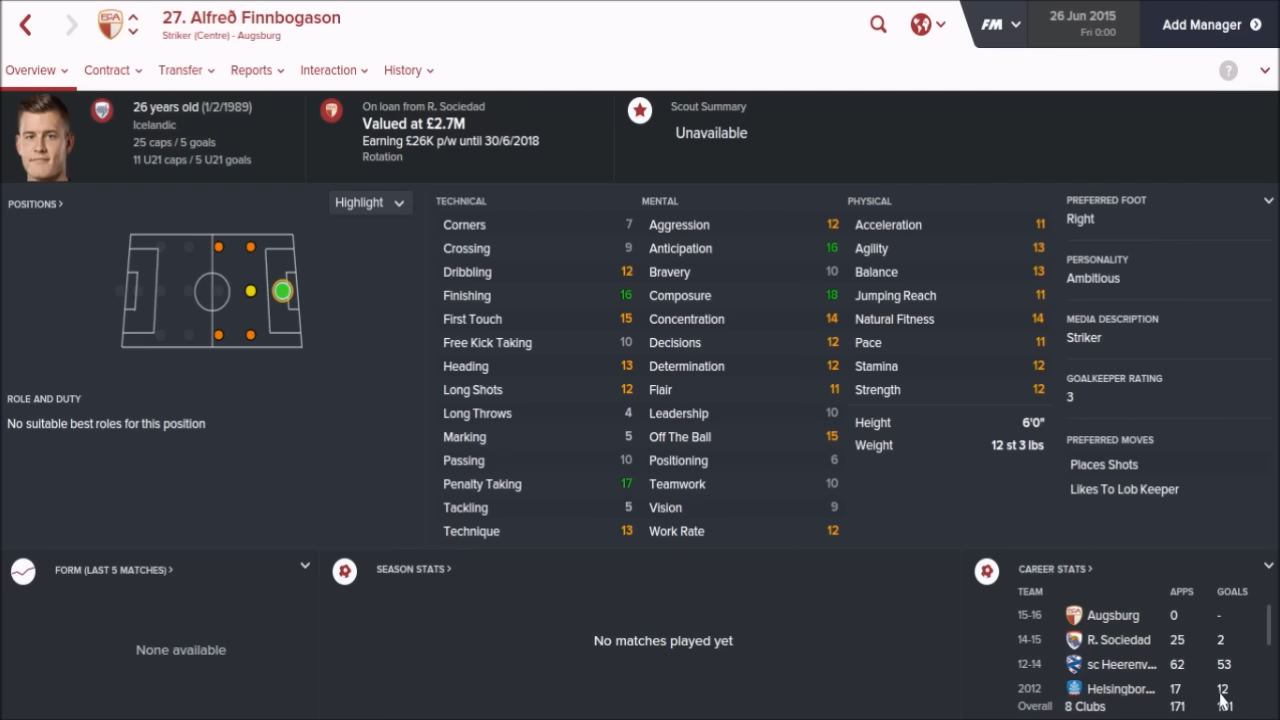 27. Alfreð Finnbogason
Striker (Centre) - Augsburg
FM
26 Jun 2015
Fri 0:00
Add Manager
Overview Contract Transfer Reports Interaction History
?
26 years old (1/2/1989)
Icelandic
25 caps / 5 goals
11 U21 caps / 5 U21 goals
On loan from R. Sociedad
Valued at £2.7M
Earning £26K p/w until 30/6/2018
Rotation
Scout Summary
Unavailable
POSITIONS >
Highlight
ROLE AND DUTY
No suitable best roles for this position
TECHNICAL
Corners 7
Crossing 9
Dribbling 12
Finishing 16
First Touch 15
Free Kick Taking 10
Heading 13
Long Shots 12
Long Throws 4
Marking 5
Passing 10
Penalty Taking 17
Tackling 5
Technique 13
MENTAL
Aggression 12
Anticipation 16
Bravery 10
Composure 18
Concentration 14
Decisions 12
Determination 12
Flair 11
Leadership 10
Off The Ball 15
Positioning 6
Teamwork 10
Vision 9
Work Rate 12
PHYSICAL
Acceleration 11
Agility 13
Balance 13
Jumping Reach 11
Natural Fitness 14
Pace 11
Stamina 12
Strength 12
Height 6'0"
Weight 12 st 3 lbs
PREFERRED FOOT
Right
PERSONALITY
Ambitious
MEDIA DESCRIPTION
Striker
GOALKEEPER RATING
3
PREFERRED MOVES
Places Shots
Likes To Lob Keeper
FORM (LAST 5 MATCHES) >
None available
SEASON STATS >
No matches played yet
CAREER STATS >
TEAM APPS GOALS
15-16 Augsburg 0 -
14-15 R. Sociedad 25 2
12-14 sc Heerenv... 62 53
2012 Helsingbor... 17 12
Overall 8 Clubs 171